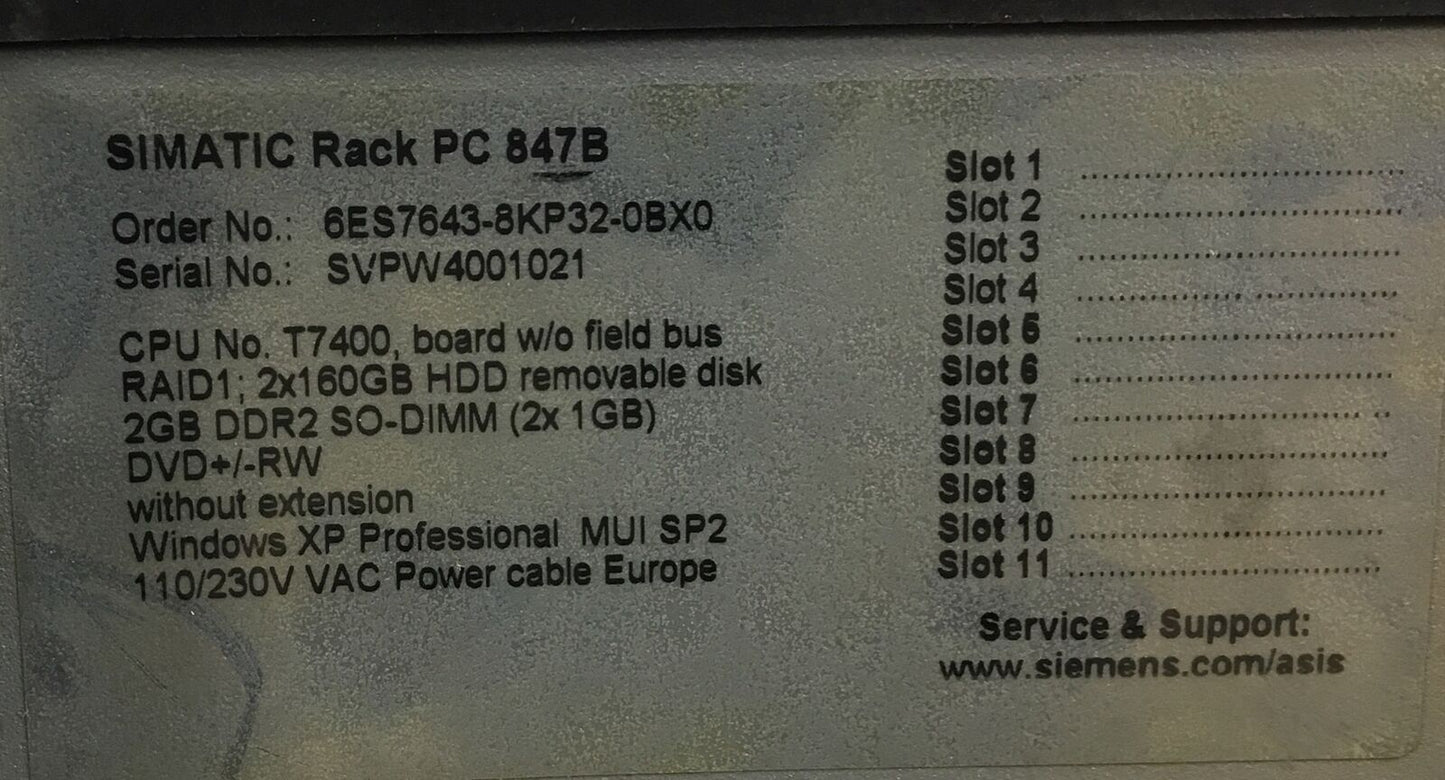 SIMATIC Rack PC 847B
Order No.: 6ES7643-8KP32-0BX0
Serial No.: SVPW4001021
CPU No. T7400, board w/o field bus
RAID1; 2x160GB HDD removable disk
2GB DDR2 SO-DIMM (2x 1GB)
DVD+/-RW
without extension
Windows XP Professional MUI SP2
110/230V VAC Power cable Europe
Slot 1 ................................
Slot 2 ................................
Slot 3 ................................
Slot 4 ................................
Slot 5 ................................
Slot 6 ................................
Slot 7 ................................
Slot 8 ................................
Slot 9 ................................
Slot 10 ................................
Slot 11 ................................
Service & Support:
www.siemens.com/asis